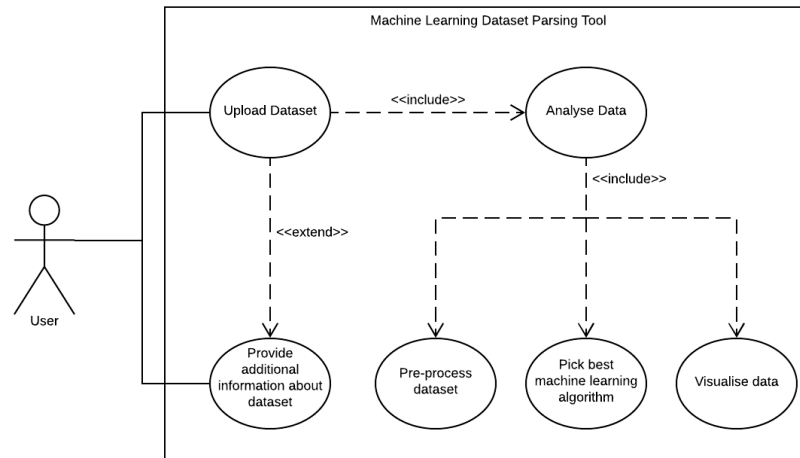 Machine Learning Dataset Parsing Tool
Upload Dataset
<<include>>
Analyse Data
<<include>>
<<extend>>
User
Provide
additional
information about
dataset
Pre-process
dataset
Pick best
machine learning
algorithm
Visualise data